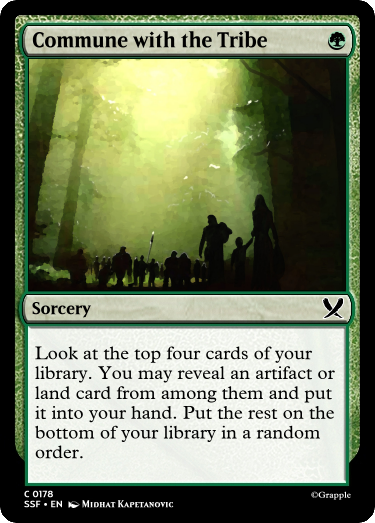 Commune with the Tribe
Sorcery
Look at the top four cards of your
library. You may reveal an artifact or
land card from among them and put
it into your hand. Put the rest on the
bottom of your library in a random
order.
C 0178
SSF • EN Midhat Kapetanovic
©Grapple